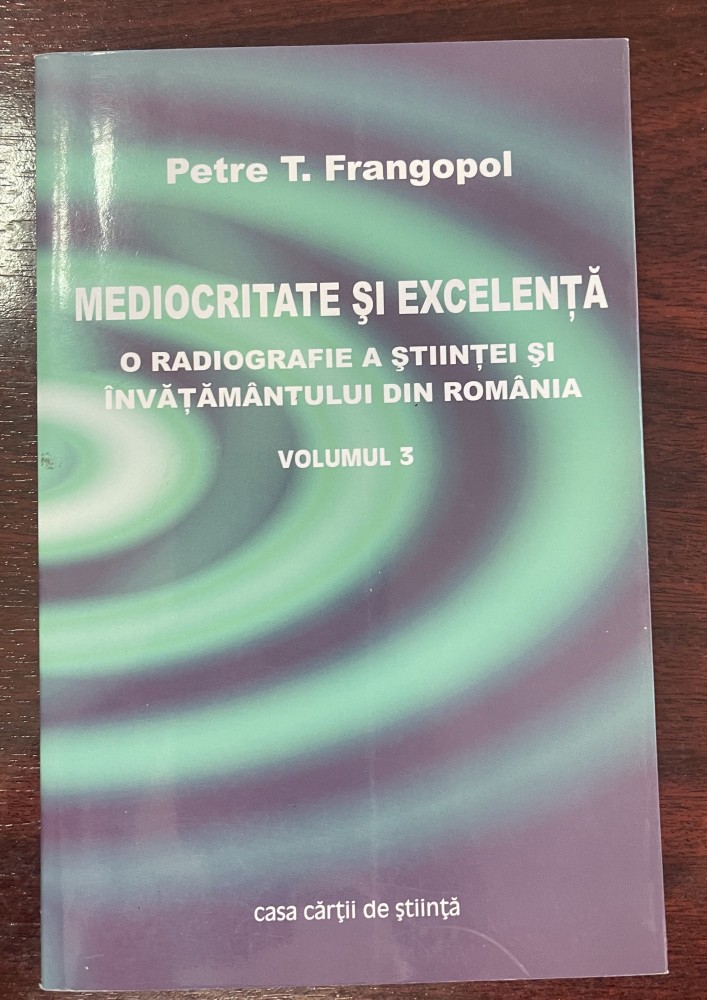 Petre T. Frangopol
MEDIOCRITATE ŞI EXCELENŢĂ
O RADIOGRAFIE A ŞTIINŢEI ŞI
ÎNVĂŢĂMÂNTULUI DIN ROMÂNIA
VOLUMUL 3
casa cărţii de ştiinţă